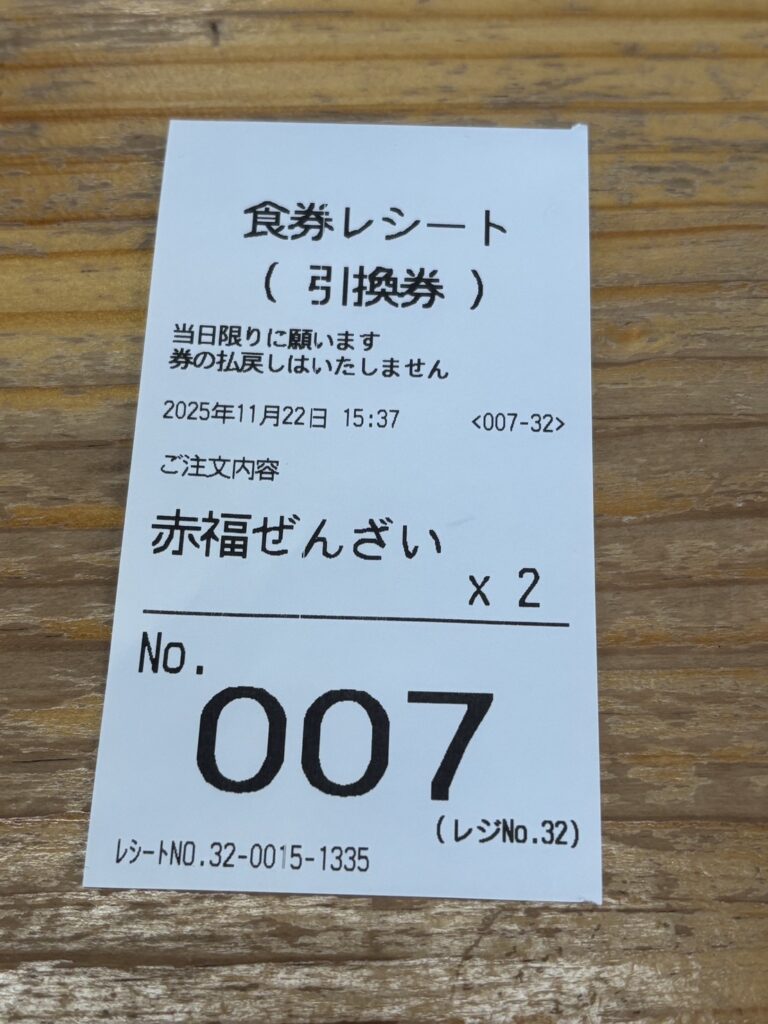 食券レシート
( 引換券 )
当日限りに願います
券の払戻しはいたしません
2025年11月22日 15:37 <007-32>
ご注文内容
赤福ぜんざい
x 2
No.
007
(レジNo.32)
ﾚｼｰﾄNO.32-0015-1335